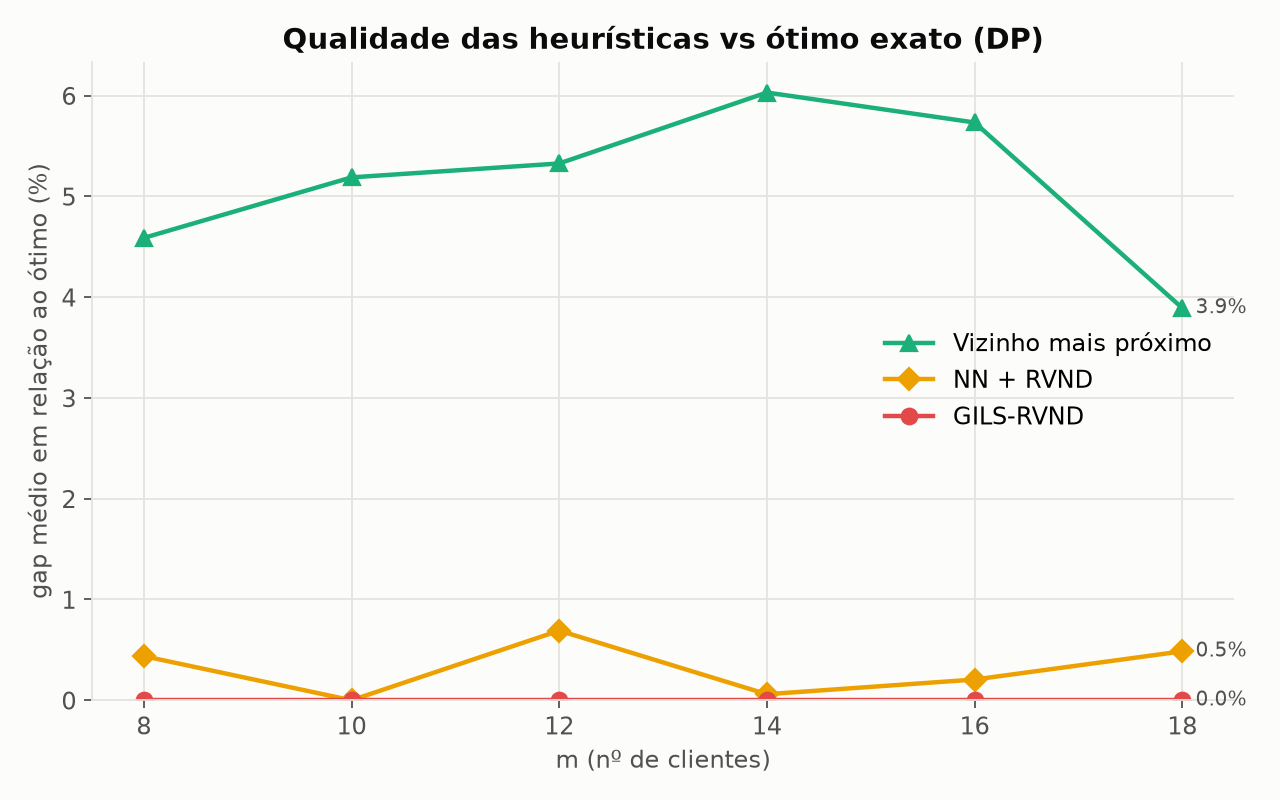 Qualidade das heurísticas vs ótimo exato (DP)
gap médio em relação ao ótimo (%)
6
5
4
3
2
1
0
3.9%
Vizinho mais próximo
NN + RVND
GILS-RVND
0.5%
0.0%
8
10
12
14
16
18
m (nº de clientes)